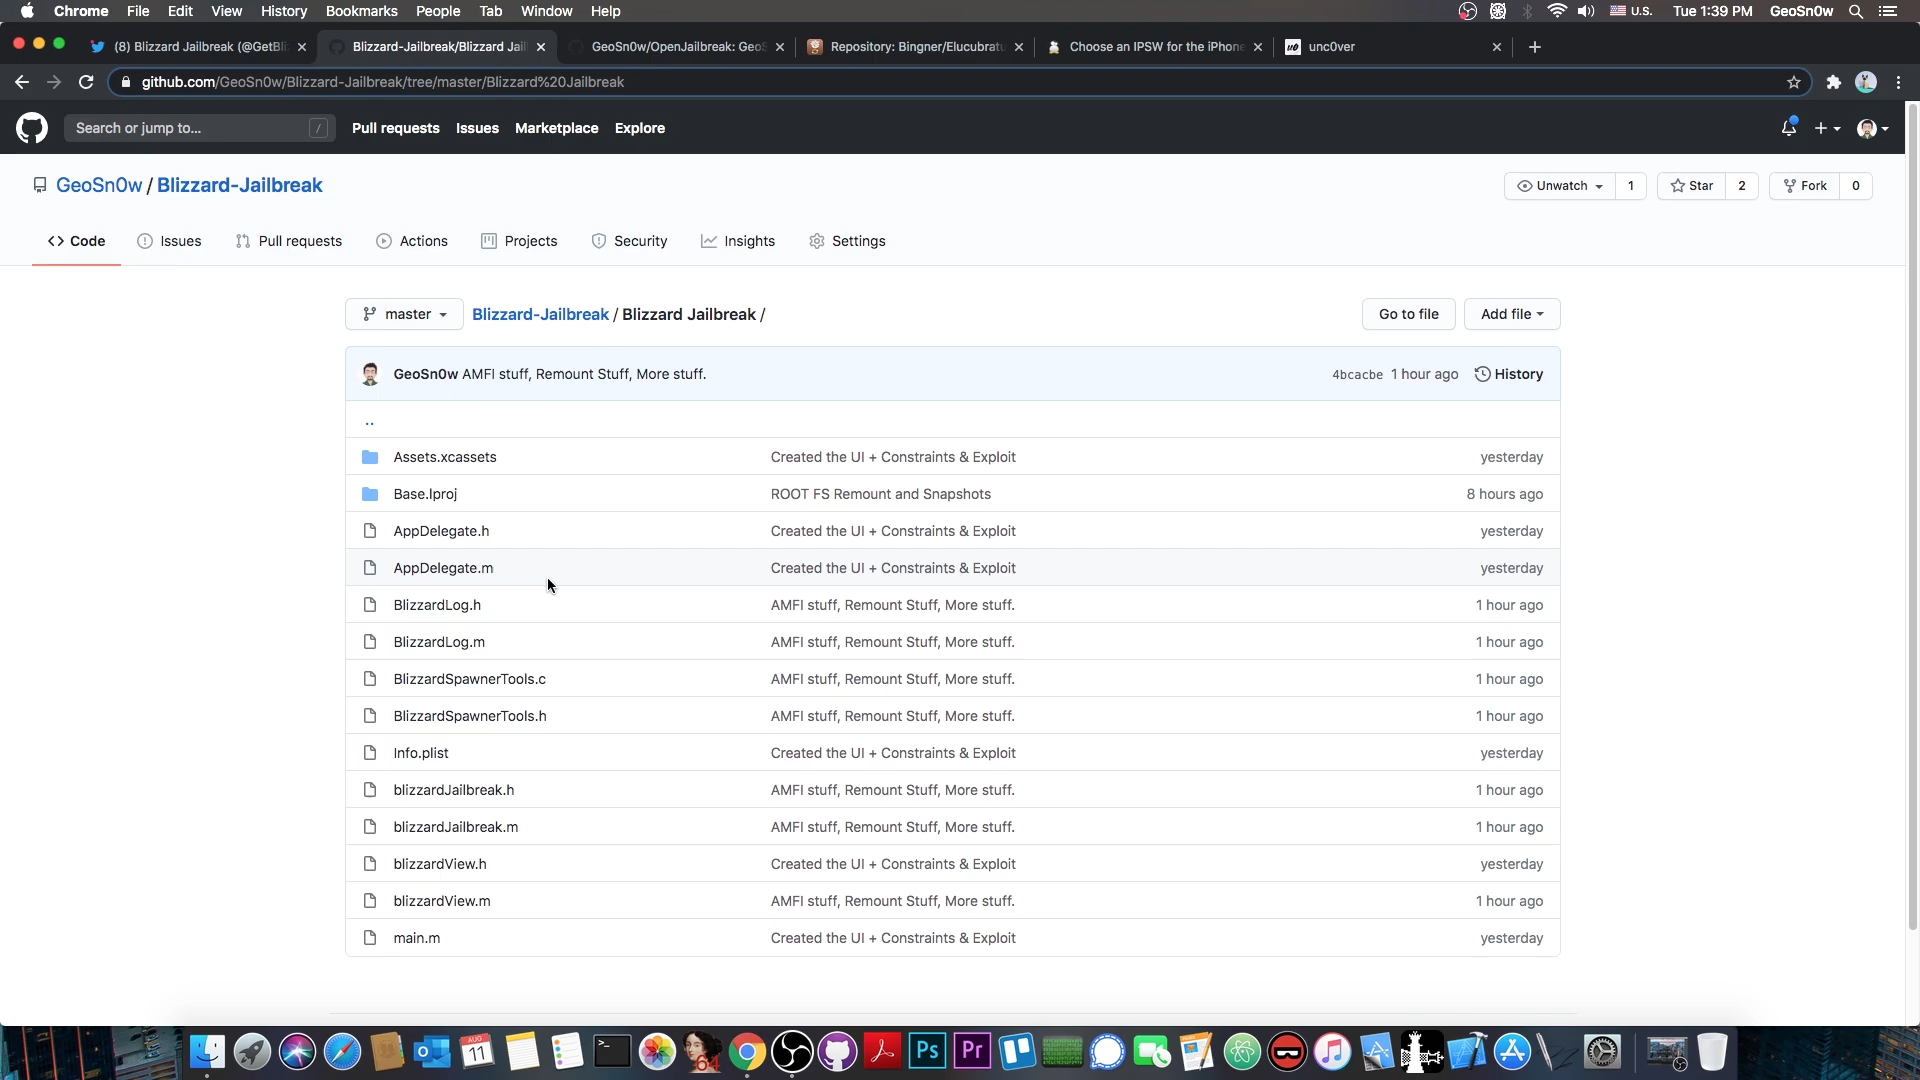 Chrome File Edit View History Bookmarks People Tab Window Help U.S. Tue 1:39 PM GeoSn0w
(8) Blizzard Jailbreak (@GetBli
Blizzard-Jailbreak/Blizzard Jail
GeoSn0w/OpenJailbreak: GeoS
Repository: Bingner/Elucubratu
Choose an IPSW for the iPhone
unc0ver
github.com/GeoSn0w/Blizzard-Jailbreak/tree/master/Blizzard%20Jailbreak
Search or jump to... / Pull requests Issues Marketplace Explore
GeoSn0w / Blizzard-Jailbreak Unwatch 1 Star 2 Fork 0
Code Issues Pull requests Actions Projects Security Insights Settings
master Blizzard-Jailbreak / Blizzard Jailbreak / Go to file Add file
GeoSn0w AMFI stuff, Remount Stuff, More stuff. 4bcacbe 1 hour ago History
..
Assets.xcassets Created the UI + Constraints & Exploit yesterday
Base.lproj ROOT FS Remount and Snapshots 8 hours ago
AppDelegate.h Created the UI + Constraints & Exploit yesterday
AppDelegate.m Created the UI + Constraints & Exploit yesterday
BlizzardLog.h AMFI stuff, Remount Stuff, More stuff. 1 hour ago
BlizzardLog.m AMFI stuff, Remount Stuff, More stuff. 1 hour ago
BlizzardSpawnerTools.c AMFI stuff, Remount Stuff, More stuff. 1 hour ago
BlizzardSpawnerTools.h AMFI stuff, Remount Stuff, More stuff. 1 hour ago
Info.plist Created the UI + Constraints & Exploit yesterday
blizzardJailbreak.h AMFI stuff, Remount Stuff, More stuff. 1 hour ago
blizzardJailbreak.m AMFI stuff, Remount Stuff, More stuff. 1 hour ago
blizzardView.h Created the UI + Constraints & Exploit yesterday
blizzardView.m AMFI stuff, Remount Stuff, More stuff. 1 hour ago
main.m Created the UI + Constraints & Exploit yesterday
AUG
11
64
Ps
Pr